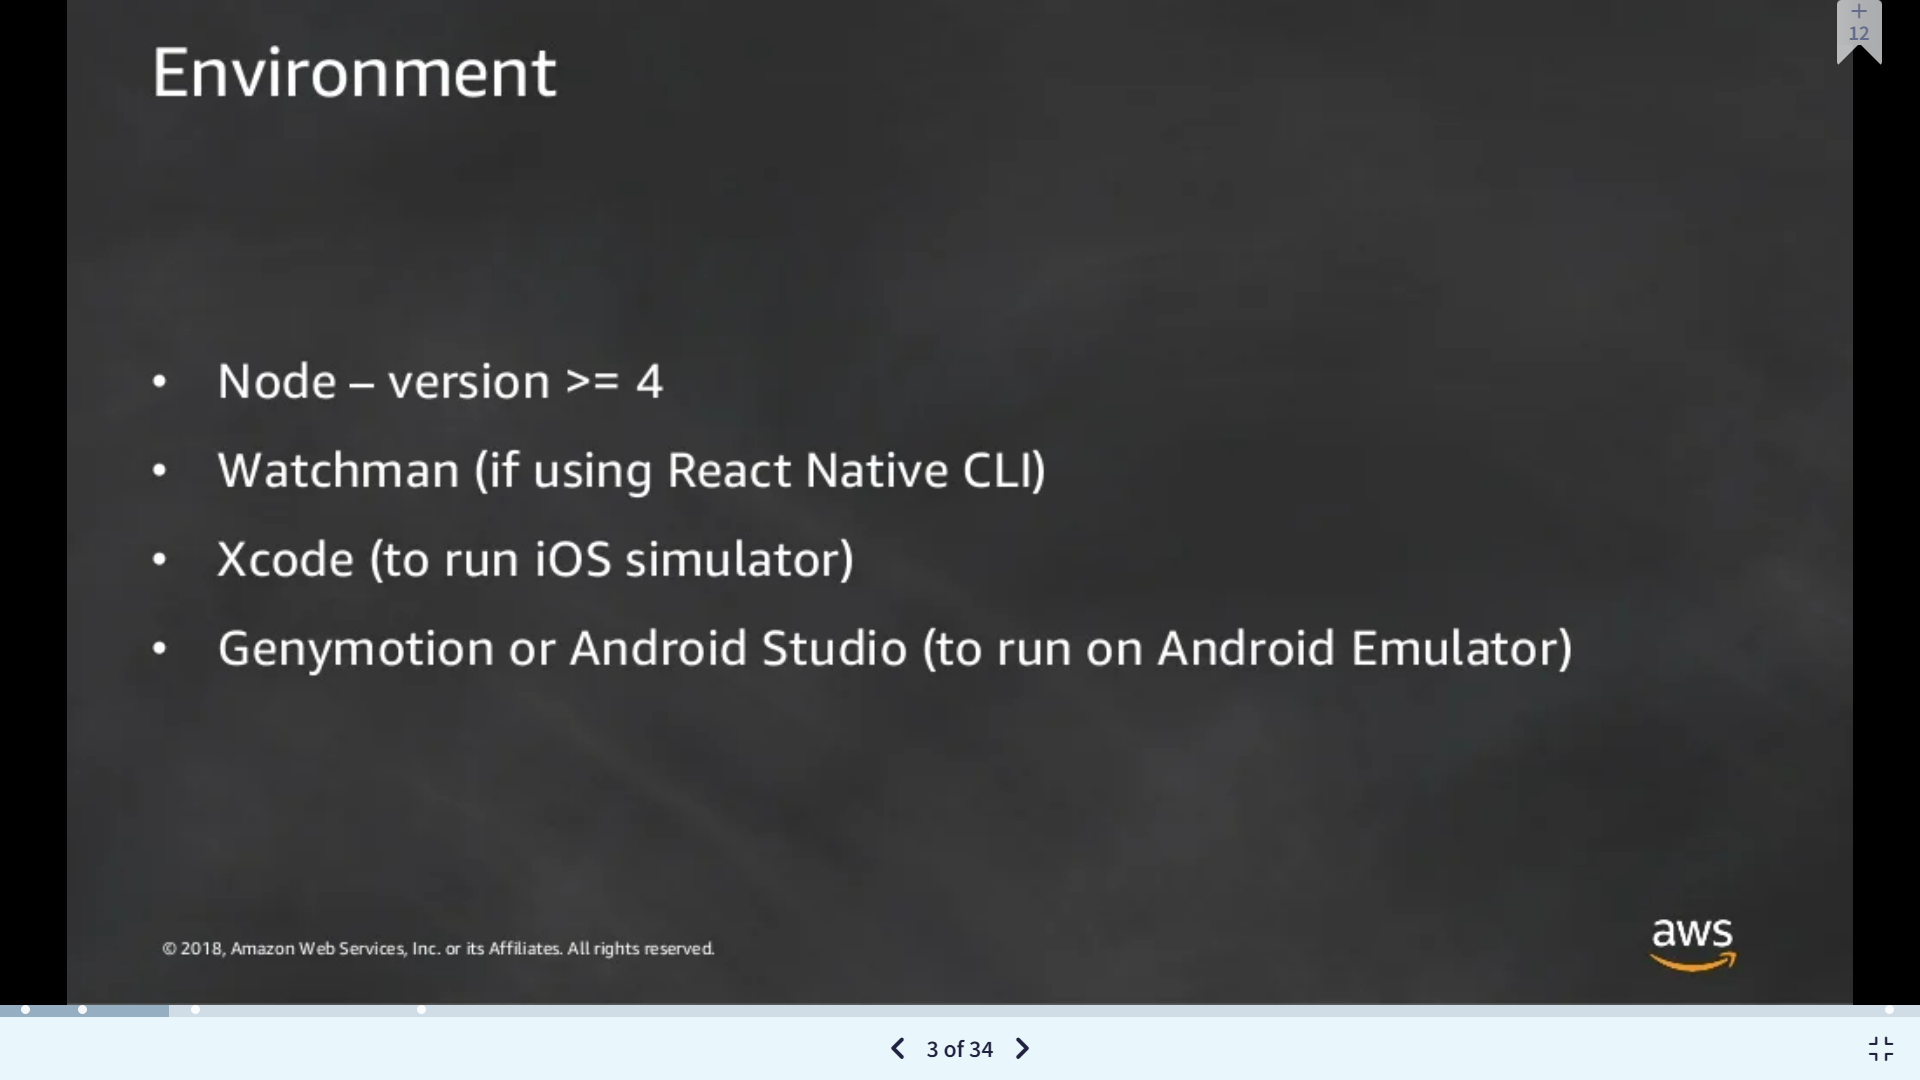 Environment
+
12
• Node – version >= 4
• Watchman (if using React Native CLI)
• Xcode (to run iOS simulator)
• Genymotion or Android Studio (to run on Android Emulator)
© 2018, Amazon Web Services, Inc. or its Affiliates. All rights reserved.
aws
3 of 34